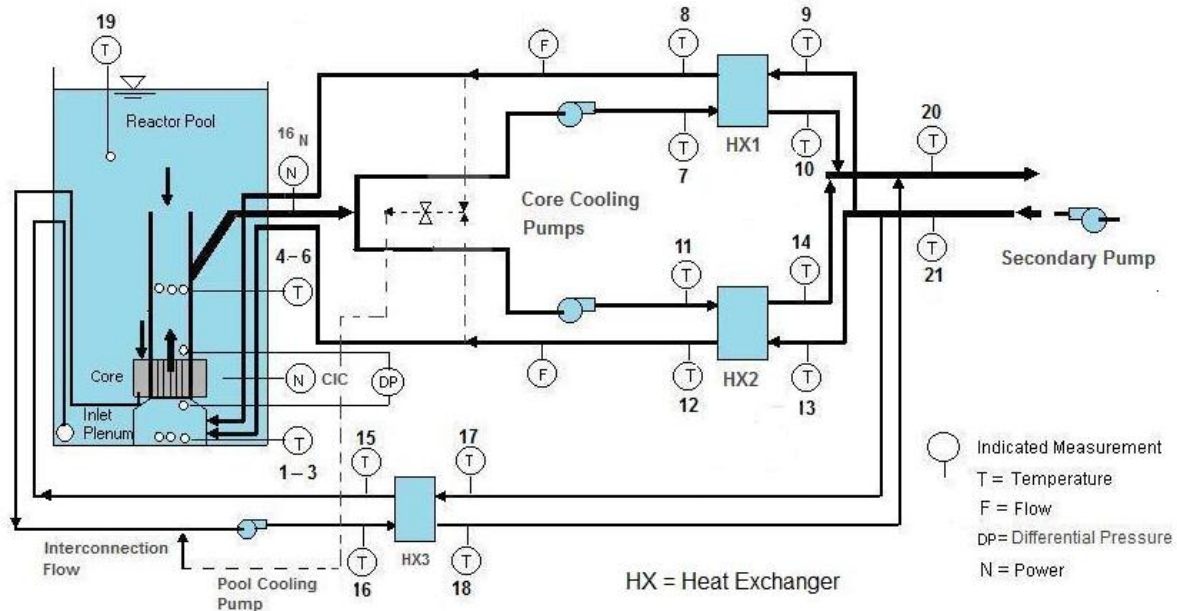 19
T
Reactor Pool
16 N
N
F
8
T
9
T
HX1
T
7
T
10
20
T
Core Cooling
Pumps
4–6
T
11
T
14
T
T
21
Secondary Pump
HX2
Core
N
CIC
DP
F
T
12
T
13
Inlet
Plenum
T
1–3
15
T
17
T
Interconnection
Flow
Pool Cooling
Pump
T
16
HX3
T
18
HX = Heat Exchanger
Indicated Measurement
T = Temperature
F = Flow
DP= Differential Pressure
N = Power